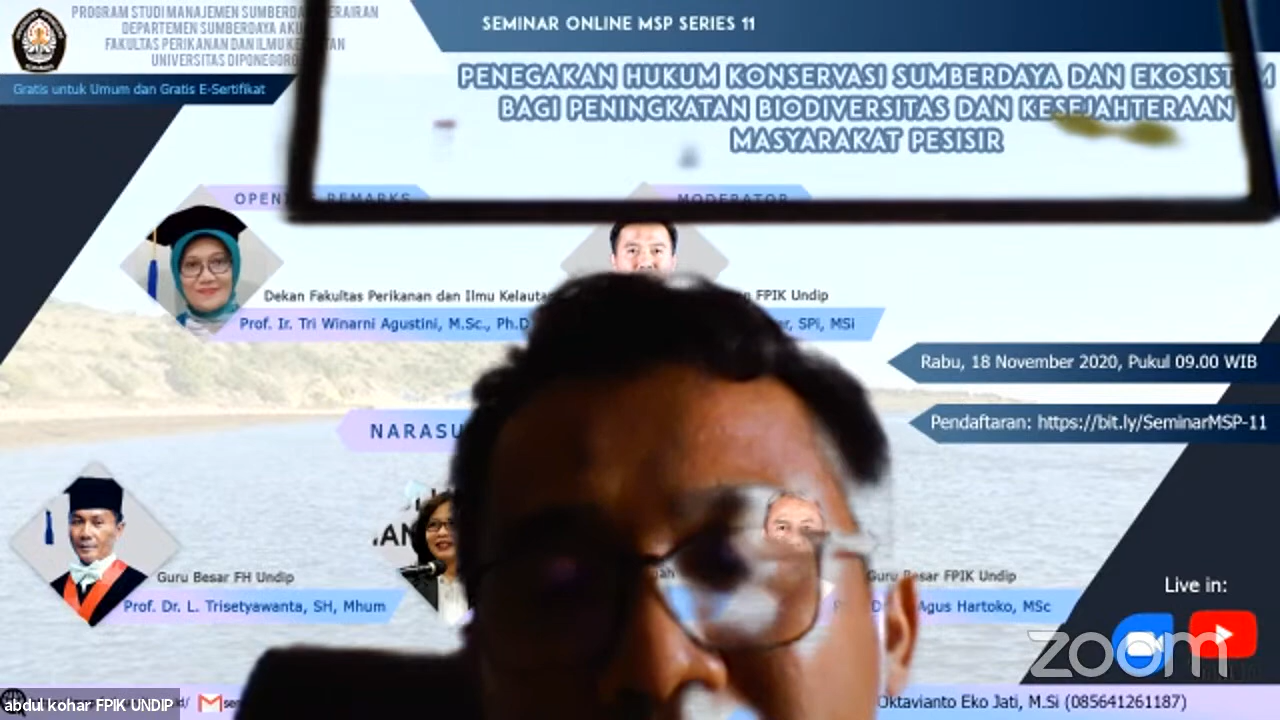 PROGRAM STUDI MANAJEMEN SUMBERDAYA PERAIRAN
DEPARTEMEN SUMBERDAYA
FAKULTAS PERIKANAN DAN ILMU KELAUTAN
UNIVERSITAS DIPONEGORO
Gratis untuk Umum dan Gratis E-Sertifikat
SEMINAR ONLINE MSP SERIES 11
PENEGAKAN HUKUM KONSERVASI SUMBERDAYA DAN EKOSISTEM
BAGI PENINGKATAN BIODIVERSITAS DAN KESEJAHTERAAN
MASYARAKAT PESISIR
OPENING REMARKS
MODERATOR
Dekan Fakultas Perikanan dan Ilmu Kelautan
Prof. Ir. Tri Winarni Agustini, M.Sc., Ph.D
FPIK Undip
SPi, MSi
Rabu, 18 November 2020, Pukul 09.00 WIB
Pendaftaran: https://bit.ly/SeminarMSP-11
NARASU
Guru Besar FH Undip
Prof. Dr. L. Trisetyawanta, SH, Mhum
Guru Besar FPIK Undip
Agus Hartoko, MSc
Live in:
zoom
Oktavianto Eko Jati, M.Si (085641261187)
abdul kohar FPIK UNDIP